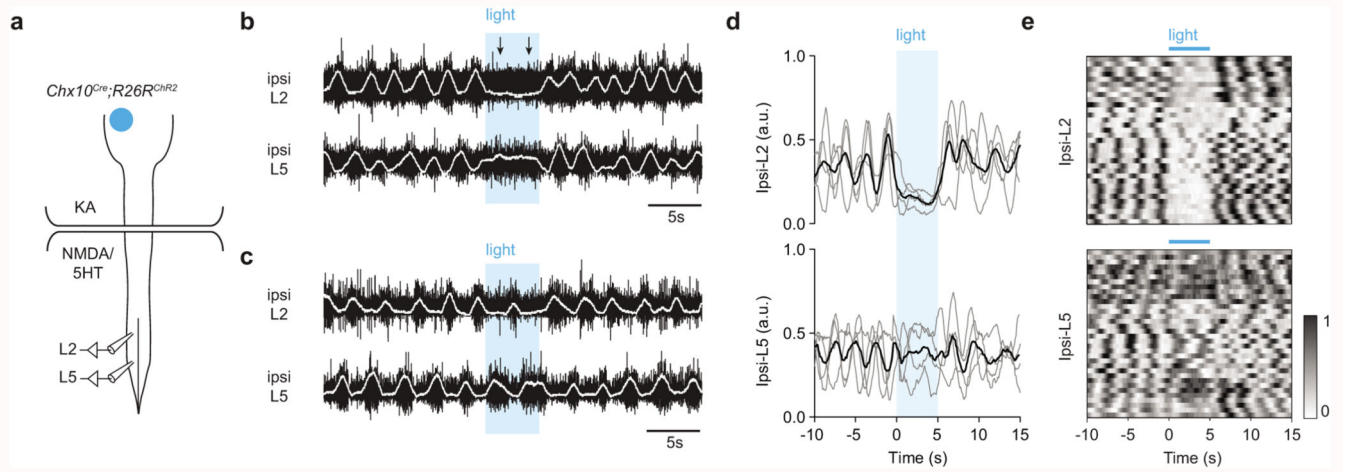 a
Chx10Cre;R26RChR2
KA
NMDA/
5HT
L2
L5
b
light
ipsi
L2
ipsi
L5
5s
c
light
ipsi
L2
ipsi
L5
5s
d
light
1.0
0.5
0.0
Ipsi-L2 (a.u.)
1.0
0.5
0.0
Ipsi-L5 (a.u.)
-10 -5 0 5 10 15
Time (s)
e
light
Ipsi-L2
Ipsi-L5
1
0
-10 -5 0 5 10 15
Time (s)